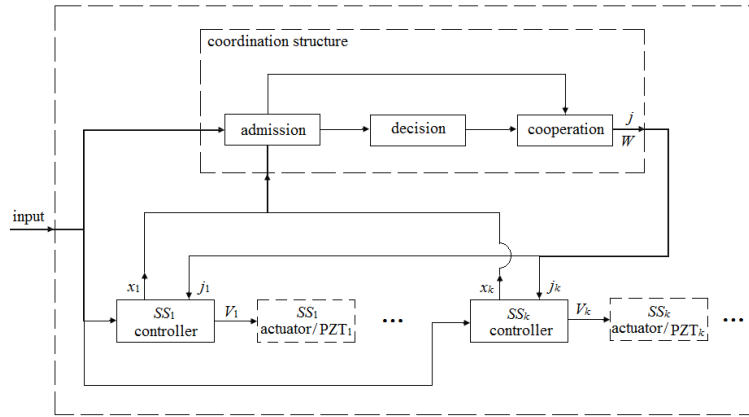 coordination structure
admission
decision
cooperation
j
W
input
x1
j1
xk
jk
SS1
controller
V1
SS1
actuator/PZT1
...
SSk
controller
Vk
SSk
actuator/PZTk
...